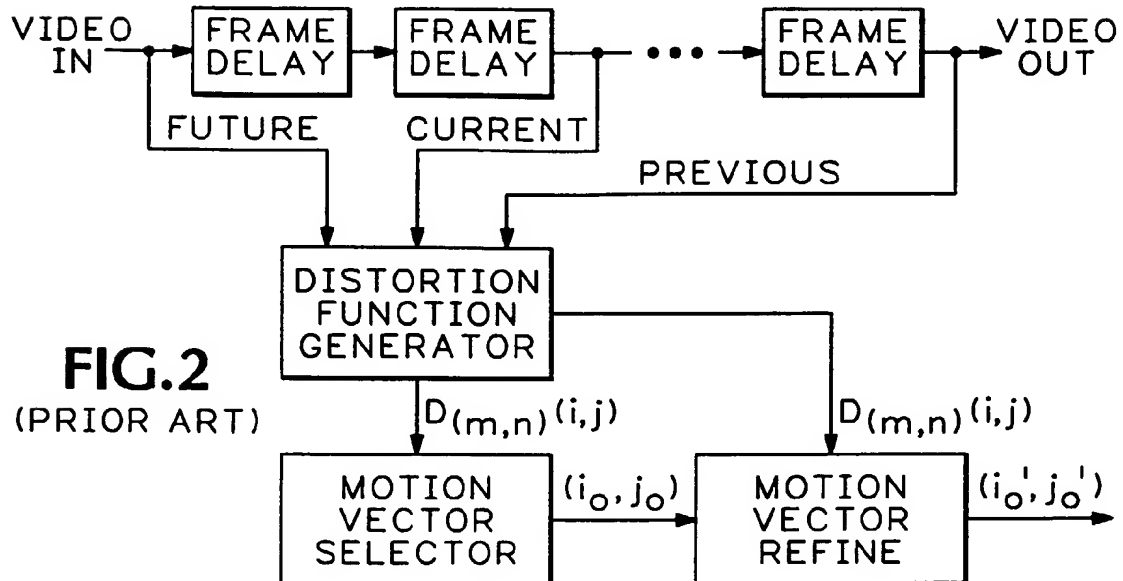 VIDEO IN
FRAME DELAY
FRAME DELAY
•••
FRAME DELAY
VIDEO OUT
FUTURE
CURRENT
PREVIOUS
DISTORTION
FUNCTION
GENERATOR
FIG.2
(PRIOR ART)
D(m,n)(i,j)
D(m,n)(i,j)
MOTION
VECTOR
SELECTOR
(io,jo)
MOTION
VECTOR
REFINE
(io',jo')